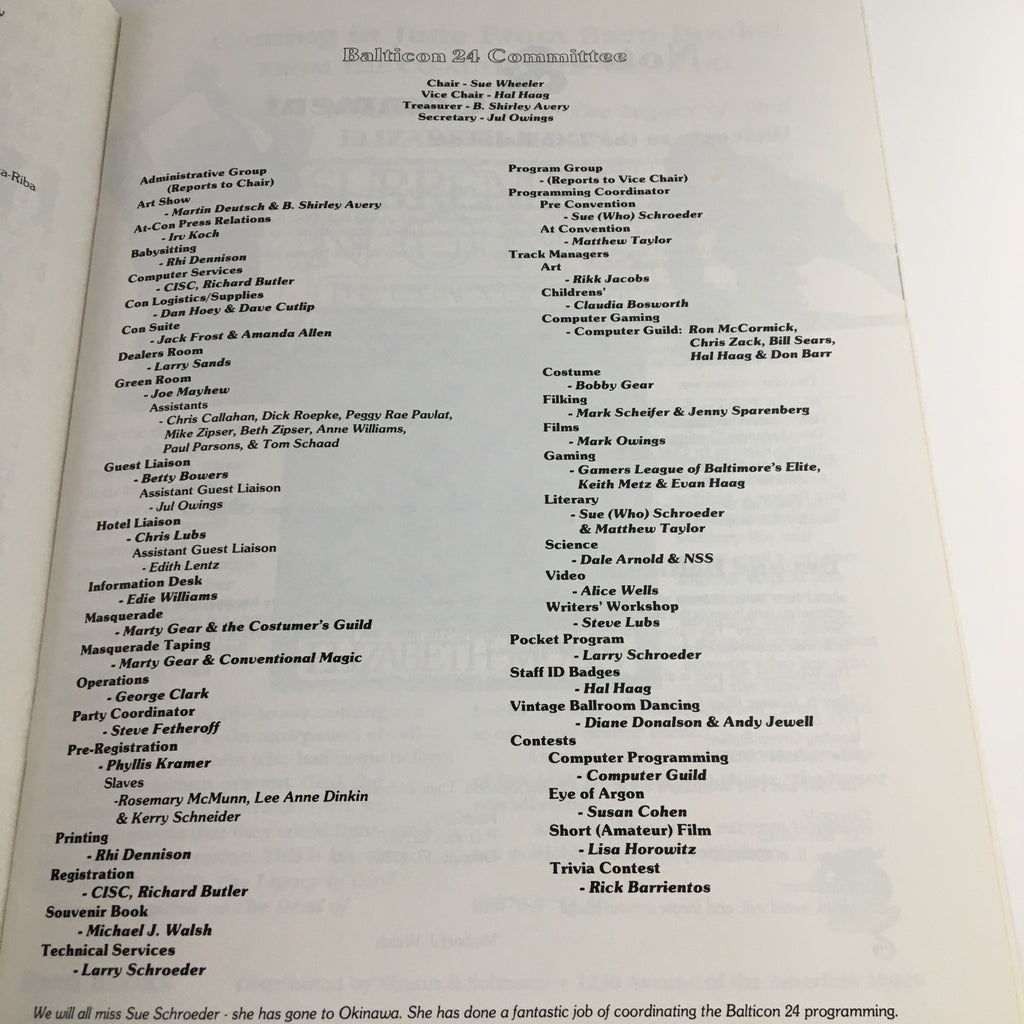 a-Riba
Balticon 24 Committee
Chair - Sue Wheeler
Vice Chair - Hal Haag
Treasurer - B. Shirley Avery
Secretary - Jul Owings
Administrative Group
(Reports to Chair)
Art Show
- Martin Deutsch & B. Shirley Avery
At-Con Press Relations
- Irv Koch
Babysitting
- Rhi Dennison
Computer Services
- CISC, Richard Butler
Con Logistics/Supplies
- Dan Hoey & Dave Cutlip
Con Suite
- Jack Frost & Amanda Allen
Dealers Room
- Larry Sands
Green Room
- Joe Mayhew
Assistants
- Chris Callahan, Dick Roepke, Peggy Rae Pavlat,
Mike Zipser, Beth Zipser, Anne Williams,
Paul Parsons, & Tom Schaad
Guest Liaison
- Betty Bowers
Assistant Guest Liaison
- Jul Owings
Hotel Liaison
- Chris Lubs
Assistant Guest Liaison
- Edith Lentz
Information Desk
- Edie Williams
Masquerade
- Marty Gear & the Costumer's Guild
Masquerade Taping
- Marty Gear & Conventional Magic
Operations
- George Clark
Party Coordinator
- Steve Fetheroff
Pre-Registration
- Phyllis Kramer
Slaves
-Rosemary McMunn, Lee Anne Dinkin
& Kerry Schneider
Printing
- Rhi Dennison
Registration
- CISC, Richard Butler
Souvenir Book
- Michael J. Walsh
Technical Services
- Larry Schroeder
Program Group
- (Reports to Vice Chair)
Programming Coordinator
Pre Convention
- Sue (Who) Schroeder
At Convention
- Matthew Taylor
Track Managers
Art
- Rikk Jacobs
Childrens'
- Claudia Bosworth
Computer Gaming
- Computer Guild: Ron McCormick,
Chris Zack, Bill Sears,
Hal Haag & Don Barr
Costume
- Bobby Gear
Filking
- Mark Scheifer & Jenny Sparenberg
Films
- Mark Owings
Gaming
- Gamers League of Baltimore's Elite,
Keith Metz & Evan Haag
Literary
- Sue (Who) Schroeder
& Matthew Taylor
Science
- Dale Arnold & NSS
Video
- Alice Wells
Writers' Workshop
- Steve Lubs
Pocket Program
- Larry Schroeder
Staff ID Badges
- Hal Haag
Vintage Ballroom Dancing
- Diane Donalson & Andy Jewell
Contests
Computer Programming
- Computer Guild
Eye of Argon
- Susan Cohen
Short (Amateur) Film
- Lisa Horowitz
Trivia Contest
- Rick Barrientos
We will all miss Sue Schroeder - she has gone to Okinawa. She has done a fantastic job of coordinating the Balticon 24 programming.